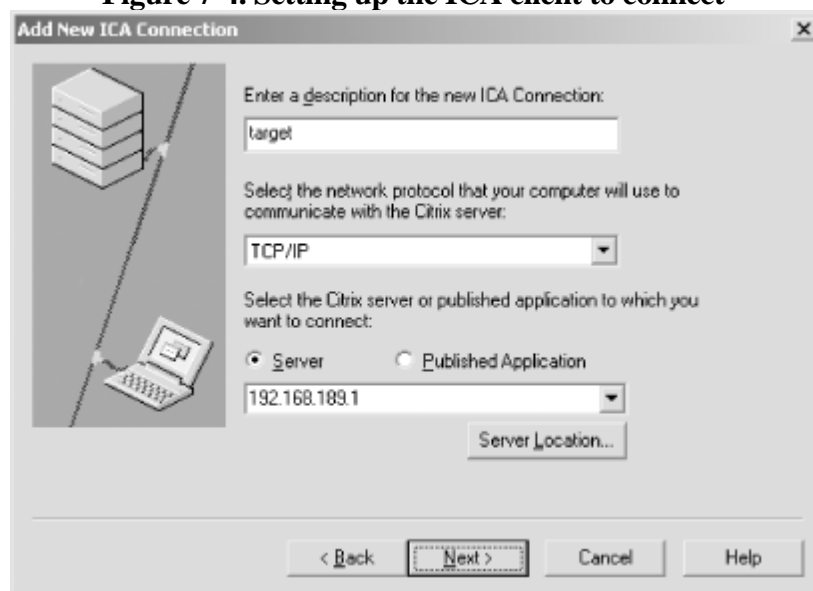 Figure 7-4. Setting up the ICA client to connect
Add New ICA Connection
Enter a description for the new ICA Connection:
target
Select the network protocol that your computer will use to
communicate with the Citrix server:
TCP/IP
Select the Citrix server or published application to which you
want to connect:
Server Published Application
192.168.189.1
Server Location...
< Back Next > Cancel Help